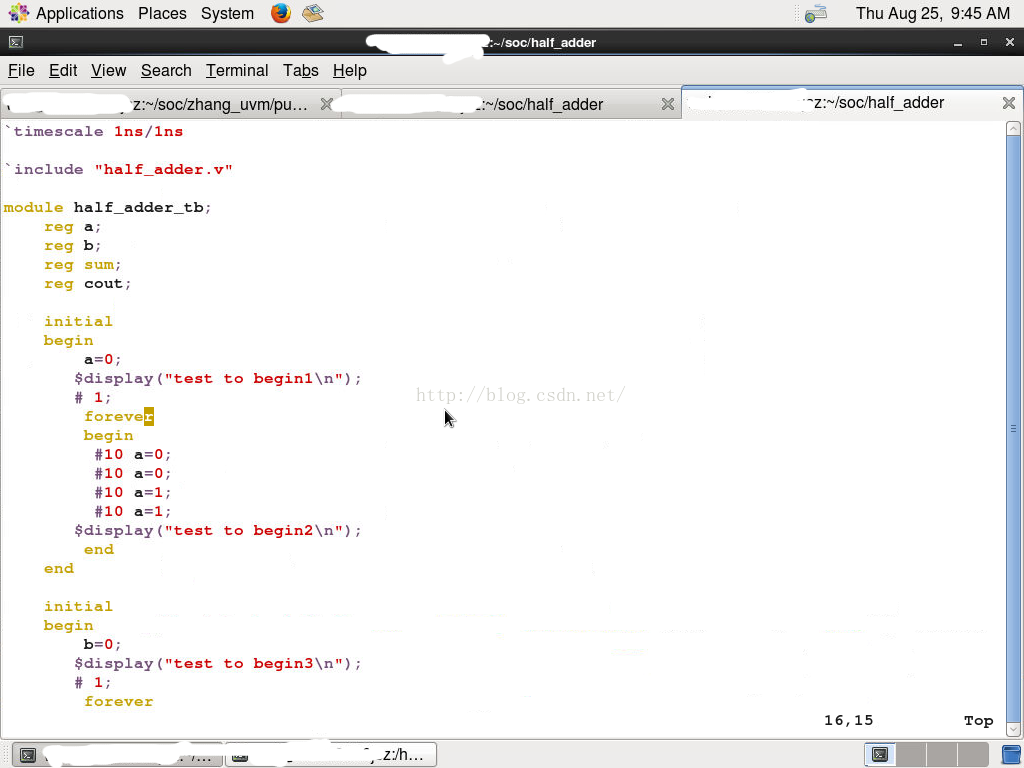 Applications Places System Thu Aug 25, 9:45 AM
:~/soc/half_adder
File Edit View Search Terminal Tabs Help
z:~/soc/zhang_uvm/pu... :~/soc/half_adder z:~/soc/half_adder
`timescale 1ns/1ns
`include "half_adder.v"
module half_adder_tb;
reg a;
reg b;
reg sum;
reg cout;
initial
begin
a=0;
$display("test to begin1\n");
# 1;
forever
begin
#10 a=0;
#10 a=0;
#10 a=1;
#10 a=1;
$display("test to begin2\n");
end
end
initial
begin
b=0;
$display("test to begin3\n");
# 1;
forever
http://blog.csdn.net/
16,15 Top
z:/h...